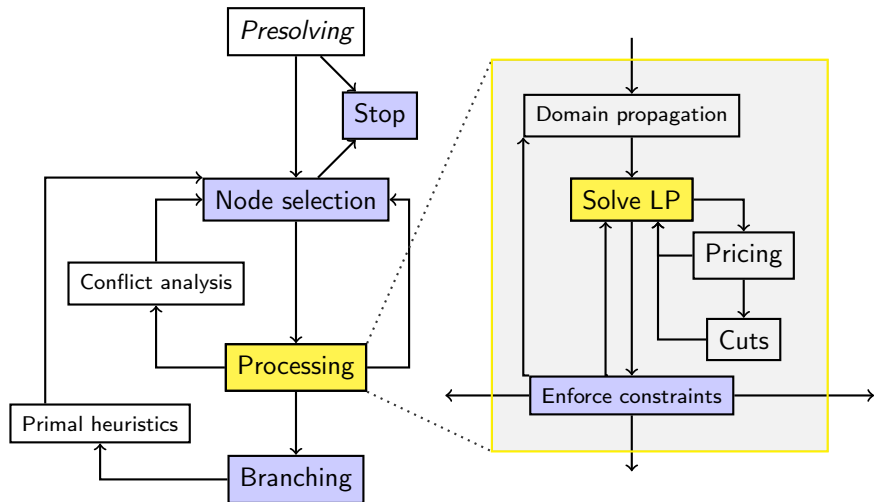 Presolving
Stop
Node selection
Conflict analysis
Processing
Primal heuristics
Branching
Domain propagation
Solve LP
Pricing
Cuts
Enforce constraints